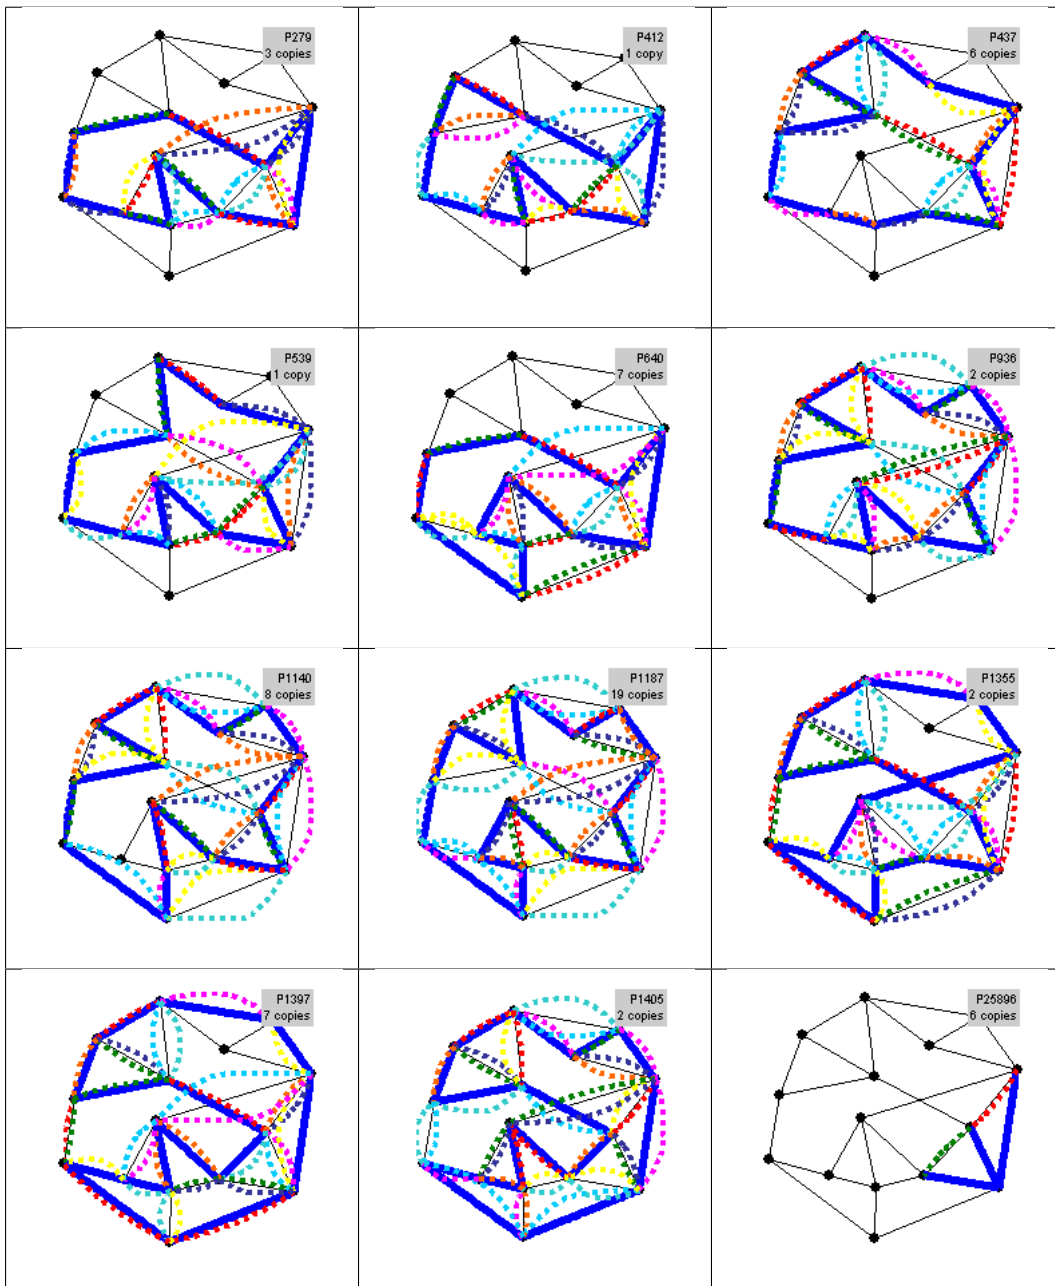 P279
3 copies
P412
1 copy
P437
6 copies
P539
1 copy
P640
7 copies
P936
2 copies
P1140
8 copies
P1187
19 copies
P1355
2 copies
P1397
7 copies
P1405
2 copies
P25896
6 copies